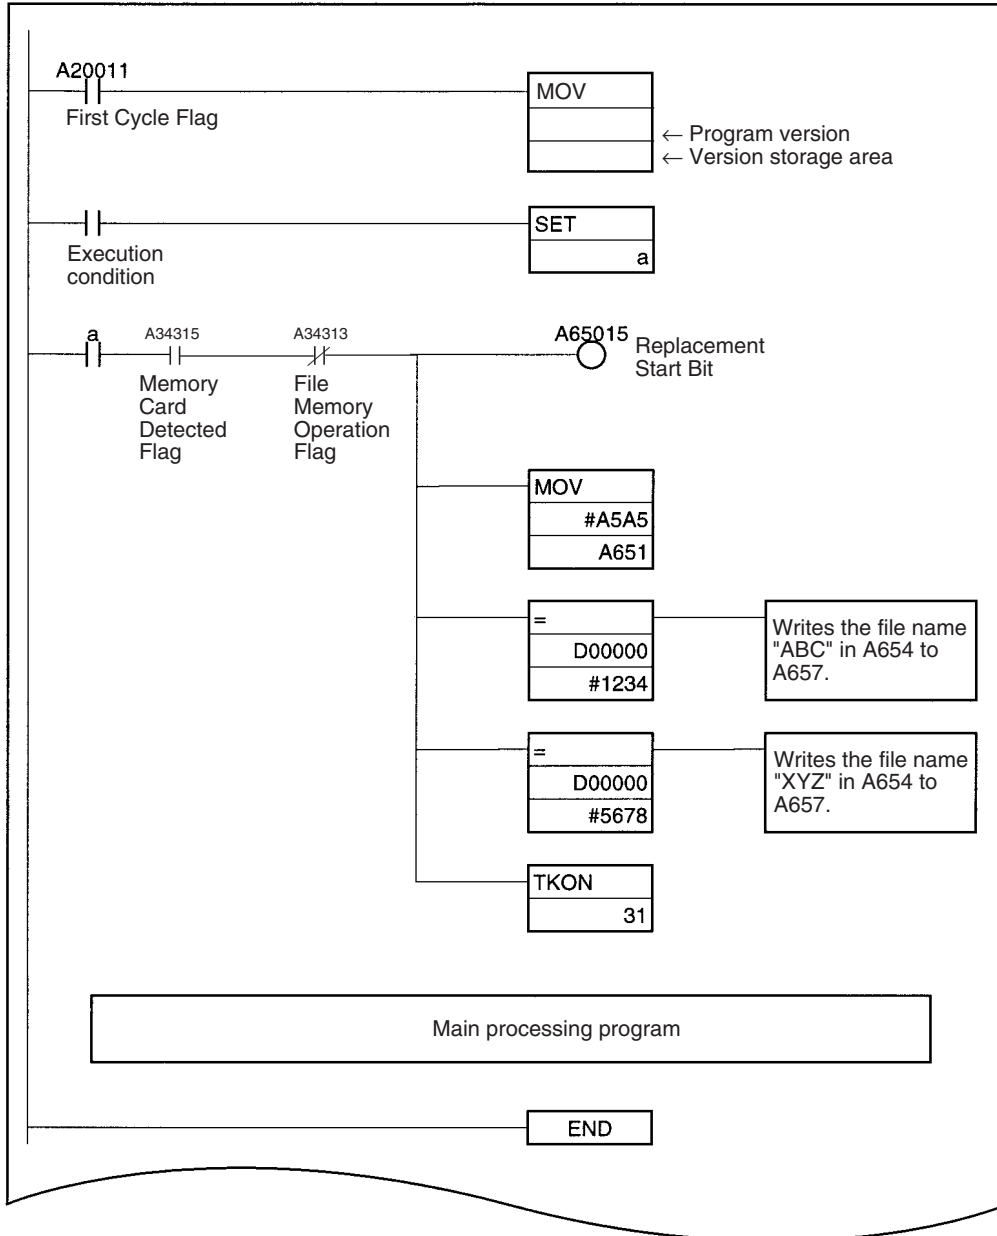 A20011
First Cycle Flag
MOV
← Program version
← Version storage area
Execution
condition
SET
a
a
A34315
Memory
Card
Detected
Flag
A34313
File
Memory
Operation
Flag
A65015
Replacement
Start Bit
MOV
#A5A5
A651
=
D00000
#1234
Writes the file name
"ABC" in A654 to
A657.
=
D00000
#5678
Writes the file name
"XYZ" in A654 to
A657.
TKON
31
Main processing program
END